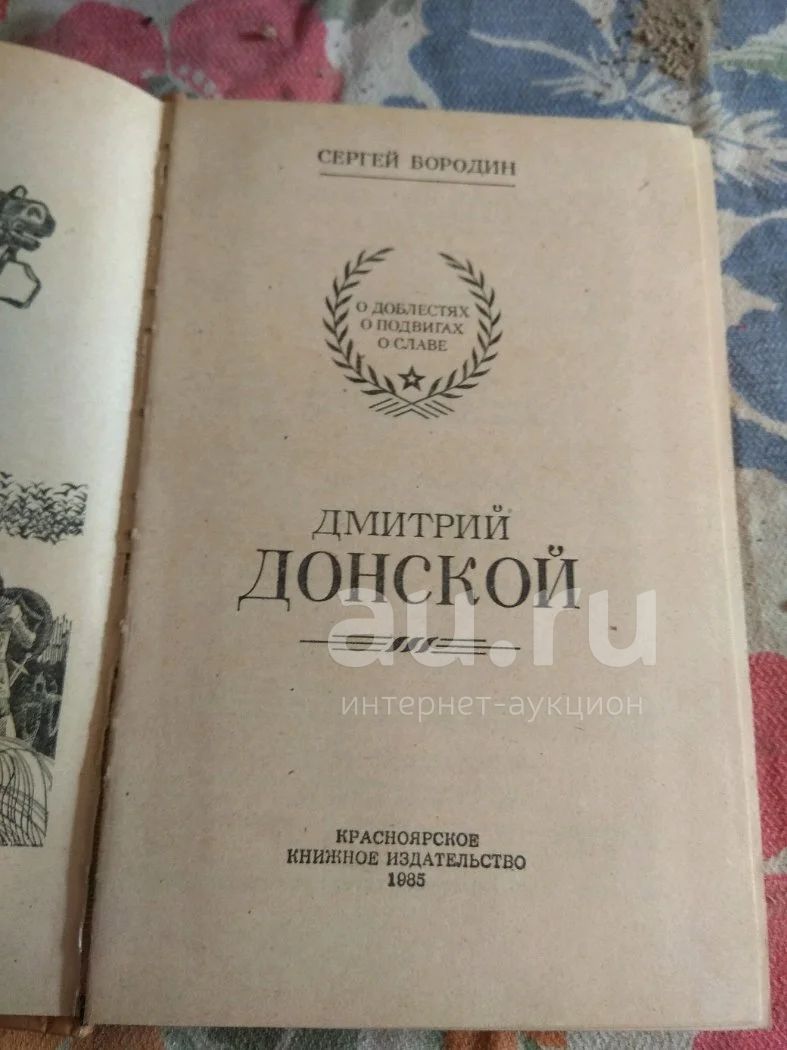 СЕРГЕЙ БОРОДИН
О ДОБЛЕСТЯХ
О ПОДВИГАХ
О СЛАВЕ
ДМИТРИЙ
ДОНСКОЙ
au.ru
интернет-аукцион
КРАСНОЯРСКОЕ
КНИЖНОЕ ИЗДАТЕЛЬСТВО
1985